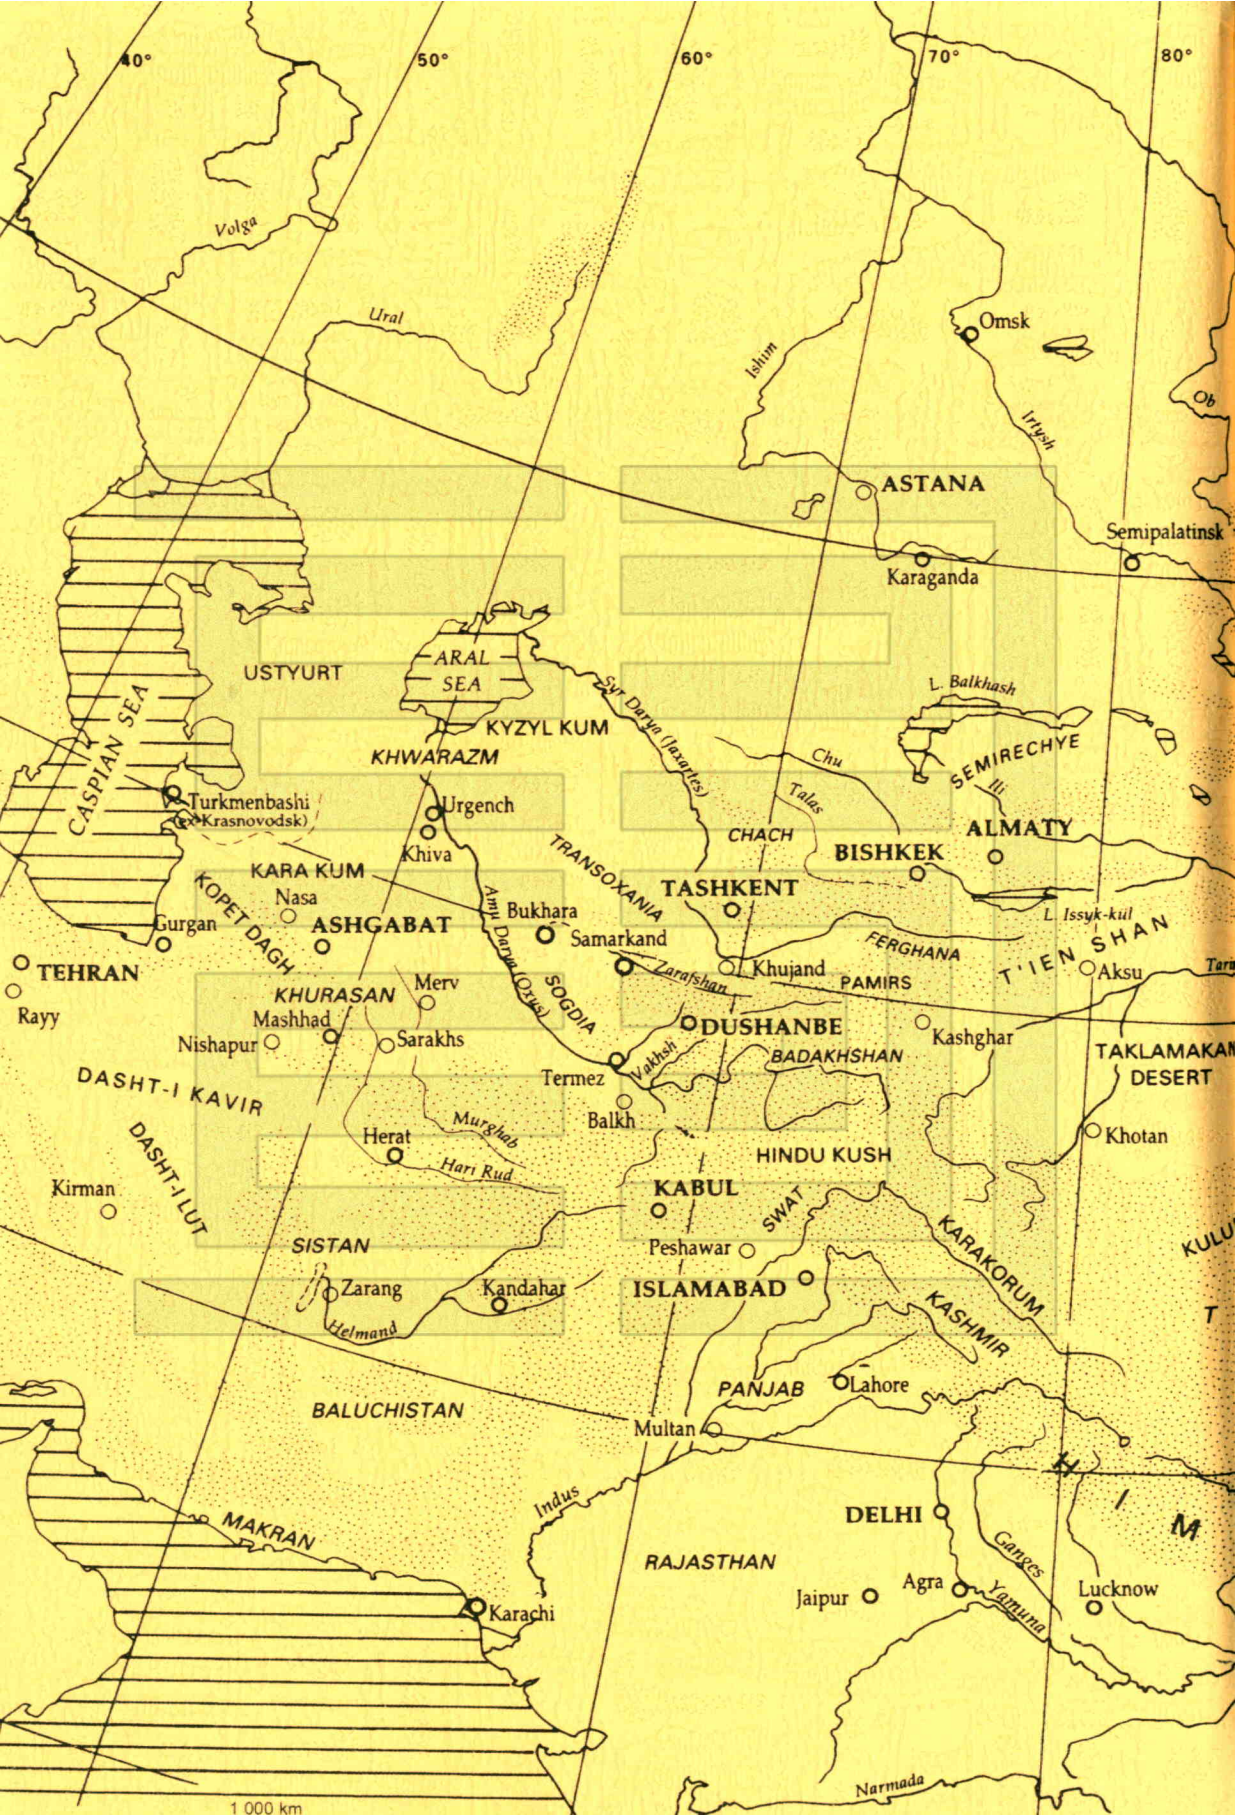 40°
50°
60°
70°
80°
Volga
Ural
Omsk
Ishim
Irtysh
Ob
ASTANA
Semipalatinsk
Karaganda
USTYURT
ARAL
SEA
Syr Darya (Jaxartes)
L. Balkhash
KYZYL KUM
KHWARAZM
CASPIAN SEA
Chu
SEMIRECHYE
Ili
Turkmenbashi
(ex Krasnovodsk)
Urgench
Talas
CHACH
ALMATY
Khiva
TRANSOXANIA
BISHKEK
KARA KUM
KOPET DAGH
Nasa
Amu Darya (Oxus)
TASHKENT
L. Issyk-kül
Gurgan
ASHGABAT
Bukhara
Samarkand
FERGHANA
T'IEN SHAN
TEHRAN
Zarafshan
Khujand
Aksu
Tari
PAMIRS
Rayy
KHURASAN
Merv
SOGDIA
Mashhad
DUSHANBE
Kashghar
Nishapur
Sarakhs
Vakhsh
BADAKHSHAN
TAKLAMAKAN
DESERT
DASHT-I KAVIR
Termez
Balkh
Murghab
DASHT-I LUT
Herat
Hari Rud
HINDU KUSH
Khotan
Kirman
KABUL
SWAT
KARAKORUM
KULU
SISTAN
Peshawar
Zarang
Kandahar
ISLAMABAD
Helmand
KASHMIR
T
BALUCHISTAN
PANJAB
Lahore
Multan
H I M
Indus
MAKRAN
DELHI
RAJASTHAN
Ganges
Jaipur
Agra
Yamuna
Lucknow
Karachi
Narmada
1 000 km